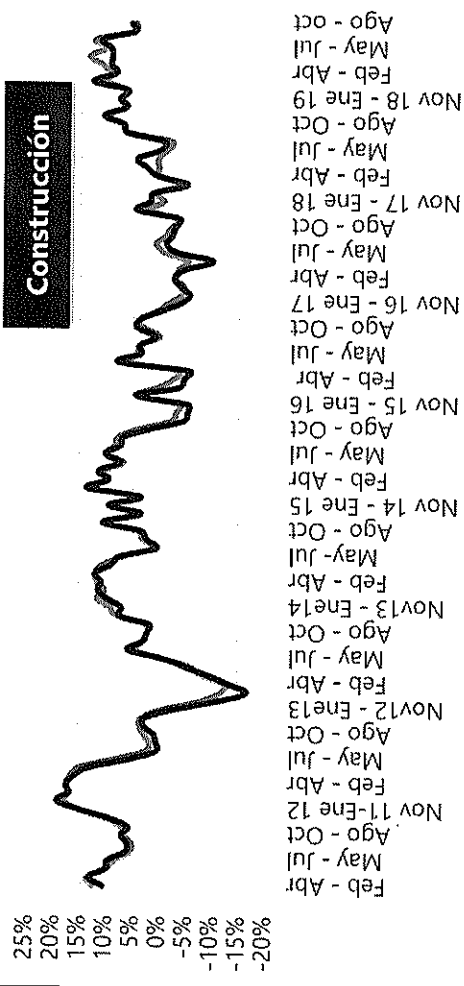 Construcción
25%
20%
15%
10%
5%
0%
-5%
-10%
-15%
-20%
Feb - Abr
May - Jul
Ago - Oct
Nov 11-Ene 12
Feb - Abr
May - Jul
Ago - Oct
Nov12 - Ene13
Feb - Abr
May - Jul
Ago - Oct
Nov13 - Ene14
Feb - Abr
May- Jul
Ago - Oct
Nov 14 - Ene 15
Feb - Abr
May - Jul
Ago - Oct
Nov 15 - Ene 16
Feb - Abr
May - Jul
Ago - Oct
Nov 16 - Ene 17
Feb - Abr
May - Jul
Ago - Oct
Nov 17 - Ene 18
Feb - Abr
May - Jul
Ago - Oct
Nov 18 - Ene 19
Feb - Abr
May - Jul
Ago - oct